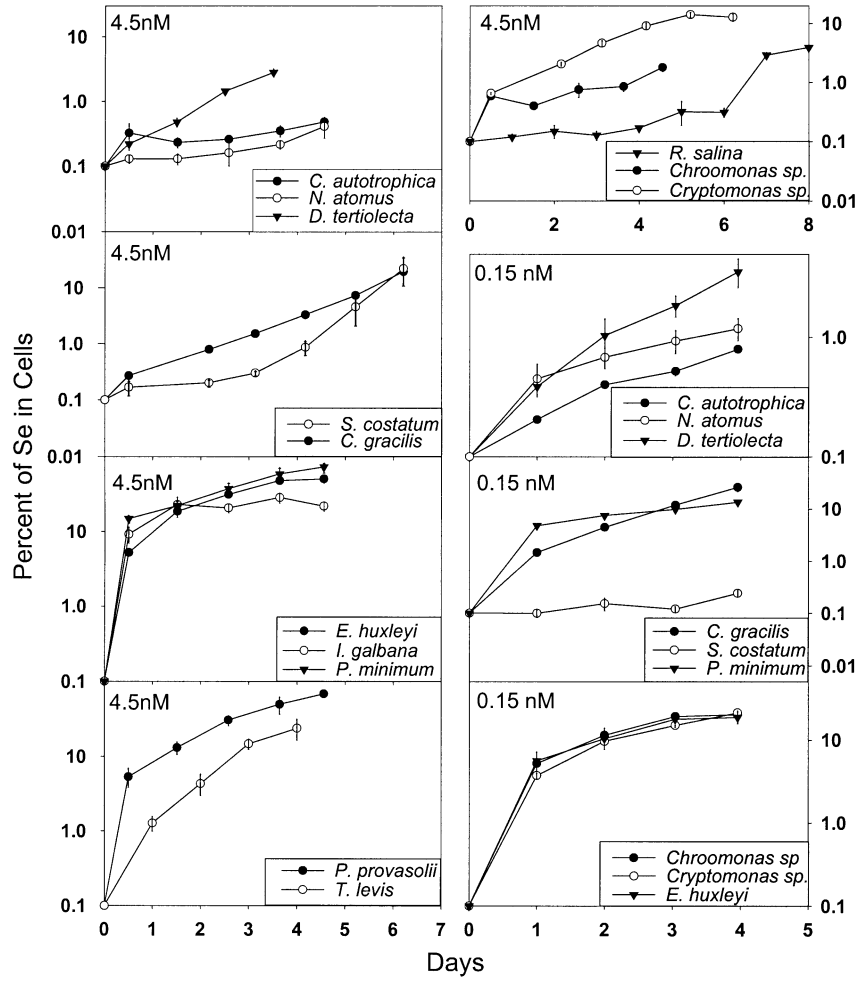 4.5nM
10
1.0
0.1
0.01
C. autotrophica
N. atomus
D. tertiolecta
4.5nM
10
1.0
0.1
0.01
R. salina
Chroomonas sp.
Cryptomonas sp.
0 2 4 6 8
4.5nM
10
1.0
0.1
0.01
S. costatum
C. gracilis
0.15 nM
1.0
0.1
C. autotrophica
N. atomus
D. tertiolecta
Percent of Se in Cells
4.5nM
10
1.0
0.1
E. huxleyi
I. galbana
P. minimum
0.15 nM
10
1.0
0.1
0.01
C. gracilis
S. costatum
P. minimum
4.5nM
10
1.0
0.1
P. provasolii
T. levis
0 1 2 3 4 5 6 7
0.15 nM
10
1.0
0.1
Chroomonas sp
Cryptomonas sp.
E. huxleyi
0 1 2 3 4 5
Days